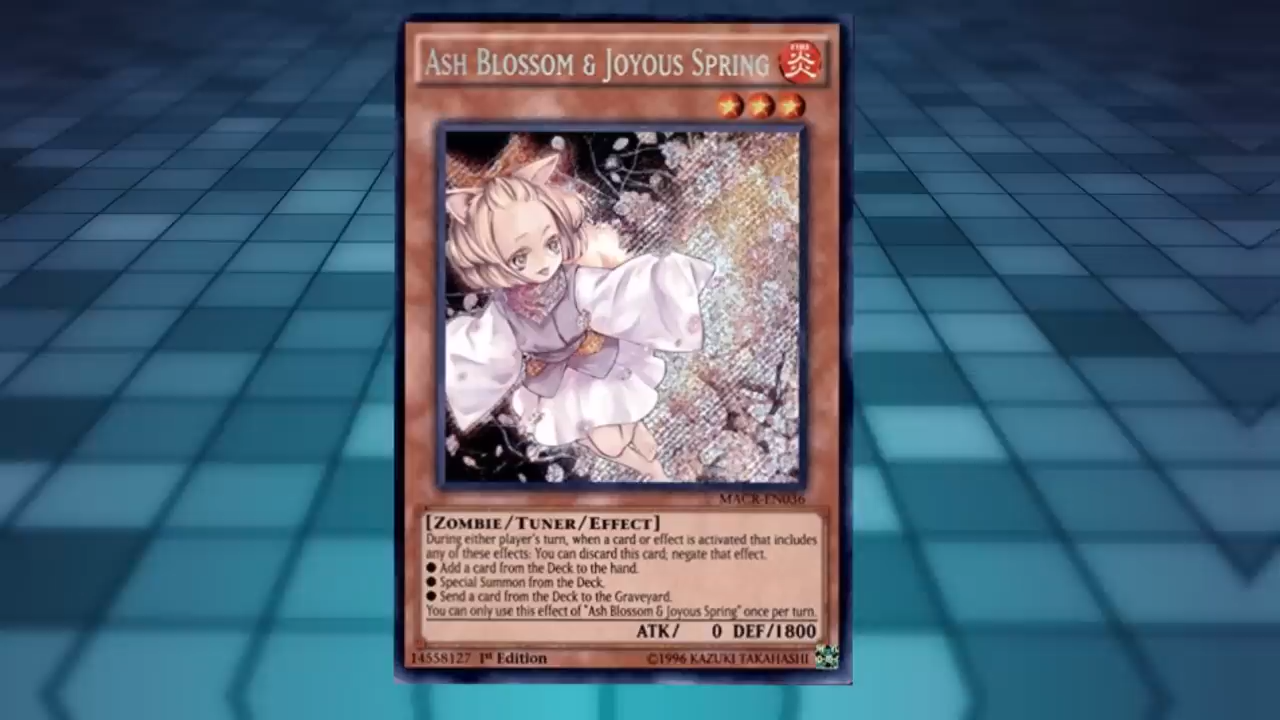 ASH BLOSSOM & JOYOUS SPRING
炎
MACR-EN036
[ZOMBIE/TUNER/EFFECT]
During either player's turn, when a card or effect is activated that includes
any of these effects: You can discard this card; negate that effect.
● Add a card from the Deck to the hand.
● Special Summon from the Deck.
● Send a card from the Deck to the Graveyard.
You can only use this effect of "Ash Blossom & Joyous Spring" once per turn.
ATK/ 0 DEF/1800
14558127 1st Edition ©1996 KAZUKI TAKAHASHI